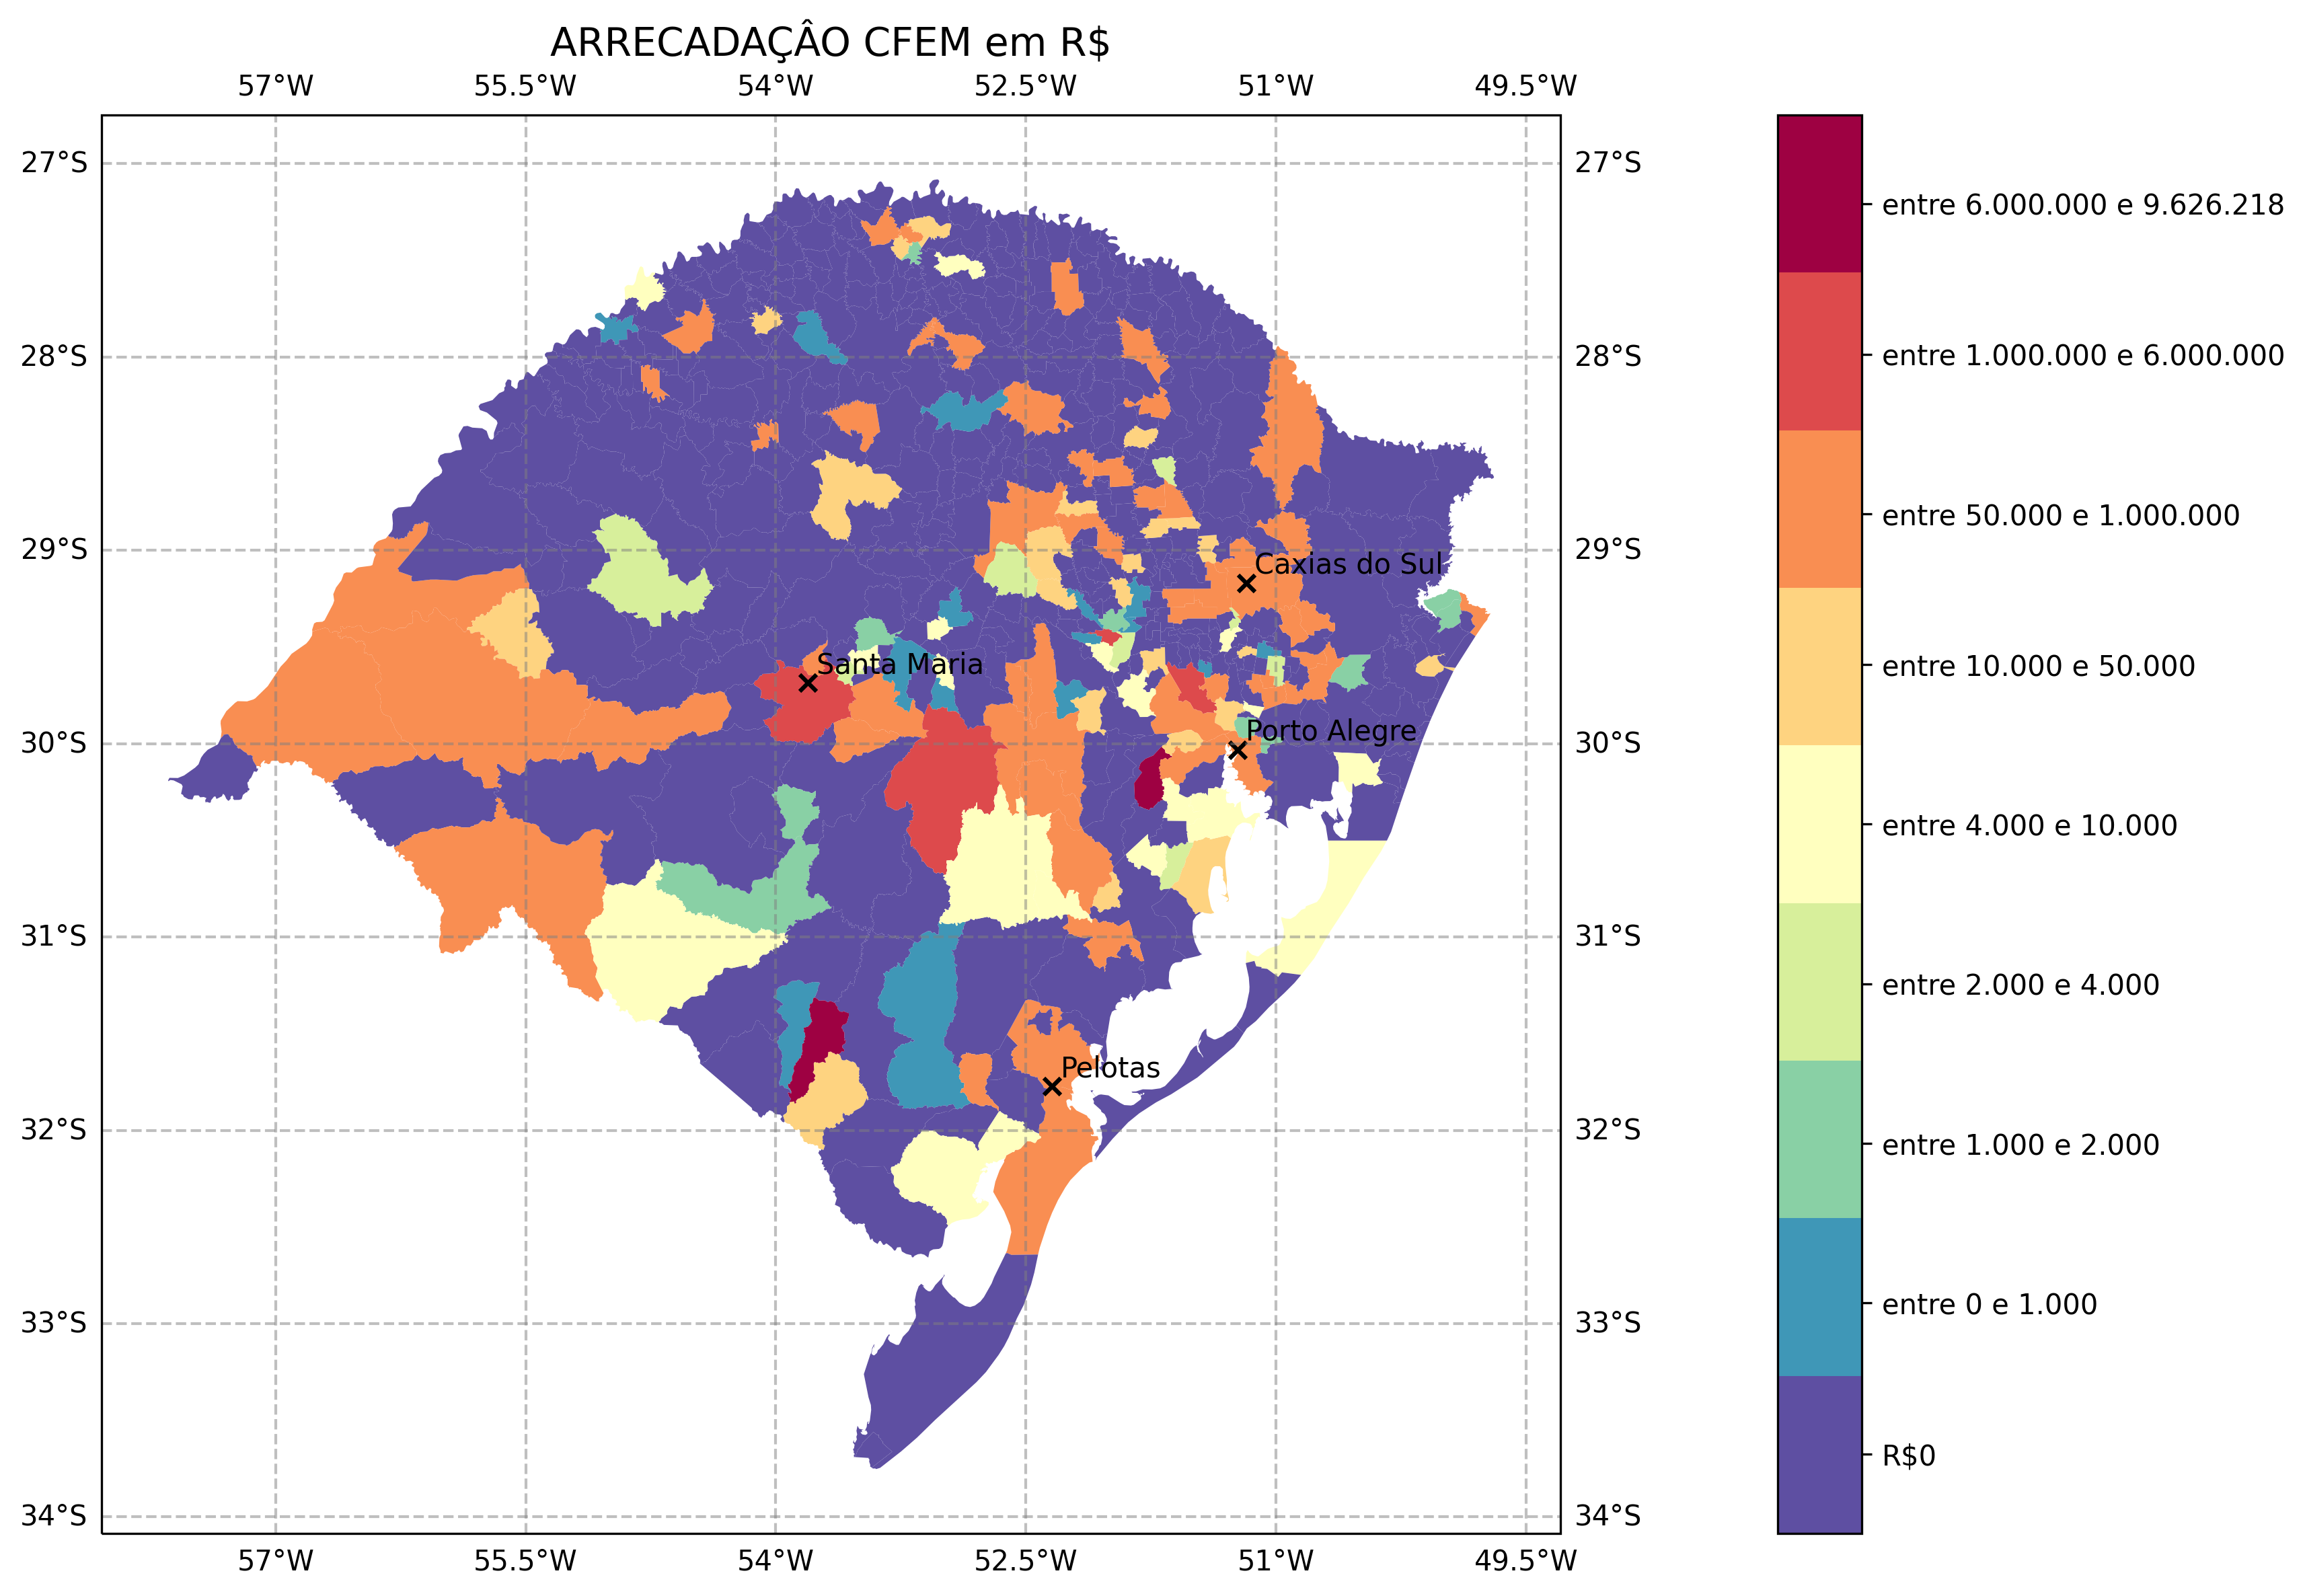 ARRECADAÇÂO CFEM em R$
57°W 55.5°W 54°W 52.5°W 51°W 49.5°W
27°S 27°S
28°S 28°S
29°S 29°S
Caxias do Sul
Santa Maria
30°S Porto Alegre 30°S
31°S 31°S
Pelotas
32°S 32°S
33°S 33°S
34°S 34°S
57°W 55.5°W 54°W 52.5°W 51°W 49.5°W
entre 6.000.000 e 9.626.218
entre 1.000.000 e 6.000.000
entre 50.000 e 1.000.000
entre 10.000 e 50.000
entre 4.000 e 10.000
entre 2.000 e 4.000
entre 1.000 e 2.000
entre 0 e 1.000
R$0